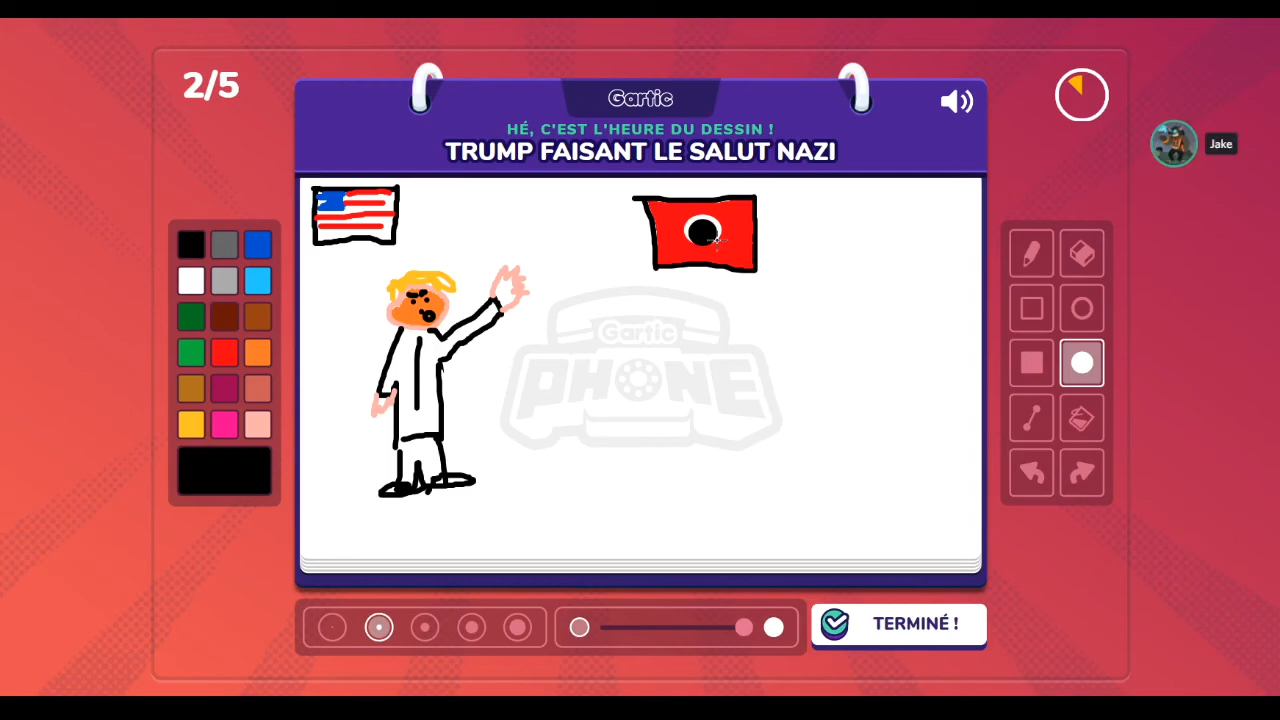 2/5
Gartic
HÉ, C'EST L'HEURE DU DESSIN !
TRUMP FAISANT LE SALUT NAZI
Jake
Gartic
PHONE
TERMINÉ !